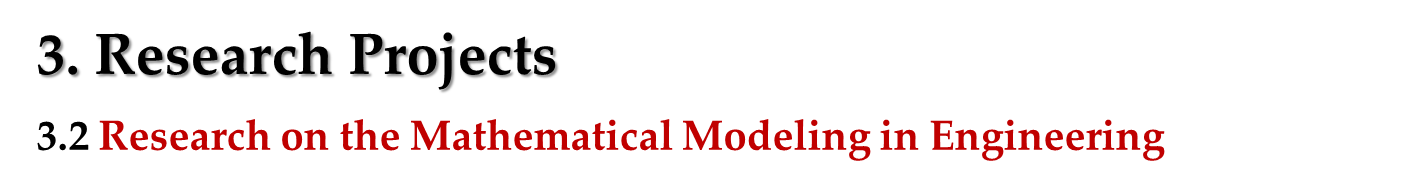 3. Research Projects
3.2 Research on the Mathematical Modeling in Engineering